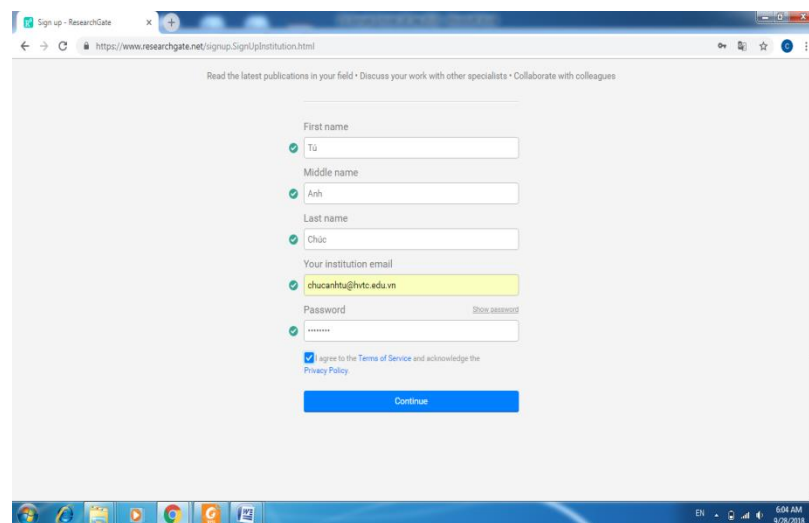 Sign up - ResearchGate
https://www.researchgate.net/signup.SignUpInstitution.html
Read the latest publications in your field • Discuss your work with other specialists • Collaborate with colleagues
First name
Tú
Middle name
Anh
Last name
Chúc
Your institution email
chucanhtu@hvtc.edu.vn
Password Show password
••••••••
I agree to the Terms of Service and acknowledge the
Privacy Policy.
Continue
EN
6:04 AM
9/28/2018